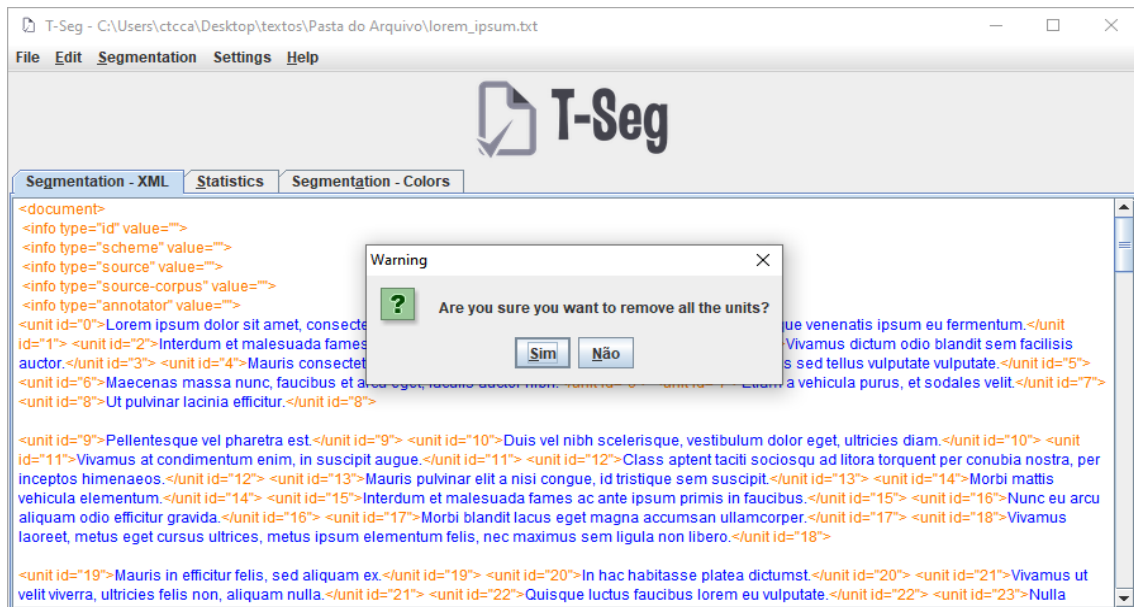 T-Seg - C:\Users\ctcca\Desktop\textos\Pasta do Arquivo\lorem_ipsum.txt
File Edit Segmentation Settings Help
T-Seg
Segmentation - XML Statistics Segmentation - Colors
<document>
<info type="id" value="">
<info type="scheme" value="">
<info type="source" value="">
<info type="source-corpus" value="">
<info type="annotator" value="">
Warning
Are you sure you want to remove all the units?
Sim Não
<unit id="0">Lorem ipsum dolor sit amet, consecte ue venenatis ipsum eu fermentum.</unit
id="1"> <unit id="2">Interdum et malesuada fames >Vivamus dictum odio blandit sem facilisis
auctor.</unit id="3"> <unit id="4">Mauris consectet s sed tellus vulputate vulputate.</unit id="5">
<unit id="6">Maecenas massa nunc, faucibus et a a vehicula purus, et sodales velit.</unit id="7">
<unit id="8">Ut pulvinar lacinia efficitur.</unit id="8">
<unit id="9">Pellentesque vel pharetra est.</unit id="9"> <unit id="10">Duis vel nibh scelerisque, vestibulum dolor eget, ultricies diam.</unit id="10"> <unit
id="11">Vivamus at condimentum enim, in suscipit augue.</unit id="11"> <unit id="12">Class aptent taciti sociosqu ad litora torquent per conubia nostra, per
inceptos himenaeos.</unit id="12"> <unit id="13">Mauris pulvinar elit a nisi congue, id tristique sem suscipit.</unit id="13"> <unit id="14">Morbi mattis
vehicula elementum.</unit id="14"> <unit id="15">Interdum et malesuada fames ac ante ipsum primis in faucibus.</unit id="15"> <unit id="16">Nunc eu arcu
aliquam odio efficitur gravida.</unit id="16"> <unit id="17">Morbi blandit lacus eget magna accumsan ullamcorper.</unit id="17"> <unit id="18">Vivamus
laoreet, metus eget cursus ultrices, metus ipsum elementum felis, nec maximus sem ligula non libero.</unit id="18">
<unit id="19">Mauris in efficitur felis, sed aliquam ex.</unit id="19"> <unit id="20">In hac habitasse platea dictumst.</unit id="20"> <unit id="21">Vivamus ut
velit viverra, ultricies felis non, aliquam nulla.</unit id="21"> <unit id="22">Quisque luctus faucibus lorem eu vulputate.</unit id="22"> <unit id="23">Nulla